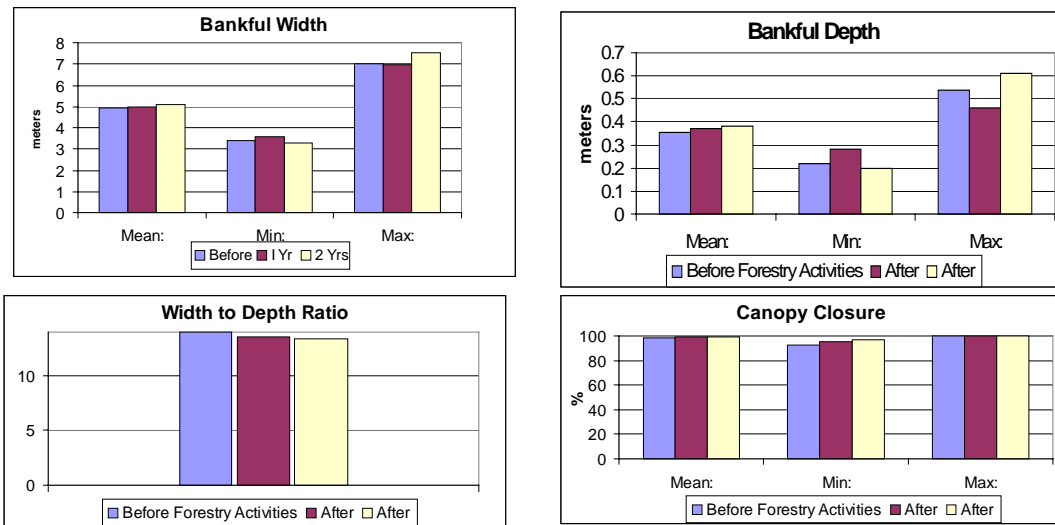 Bankful Width
8
7
6
5
4
3
2
1
0
meters
Mean: Min: Max:
Before I Yr 2 Yrs
Bankful Depth
0.7
0.6
0.5
0.4
0.3
0.2
0.1
0
meters
Mean: Min: Max:
Before Forestry Activities After After
Width to Depth Ratio
10
5
0
Before Forestry Activities After After
Canopy Closure
100
80
60
40
20
0
%
Mean: Min: Max:
Before Forestry Activities After After